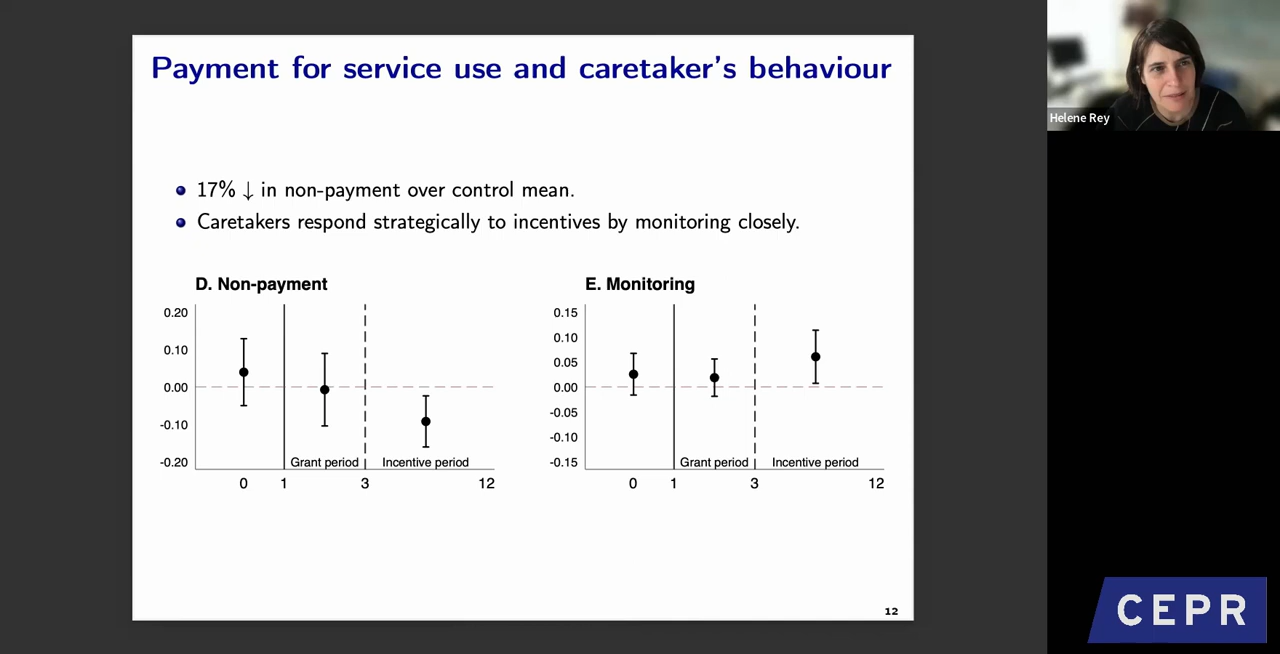 Payment for service use and caretaker's behaviour
17% ↓ in non-payment over control mean.
Caretakers respond strategically to incentives by monitoring closely.
D. Non-payment
0.20
0.10
0.00
-0.10
-0.20
Grant period
Incentive period
0 1 3 12
E. Monitoring
0.15
0.10
0.05
0.00
-0.05
-0.10
-0.15
Grant period
Incentive period
0 1 3 12
12
Helene Rey
CEPR